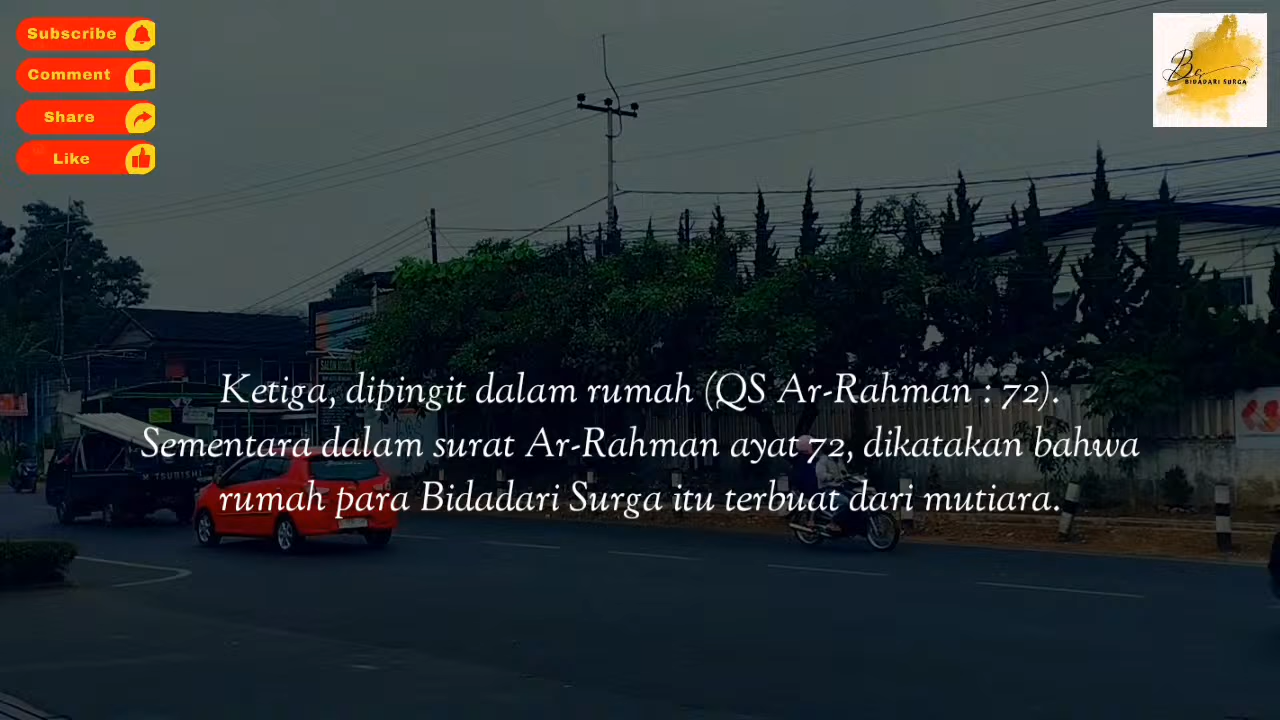 Subscribe
Comment
Share
Like
Bs
BIDADARI SURGA
Ketiga, dipingit dalam rumah (QS Ar-Rahman : 72).
Sementara dalam surat Ar-Rahman ayat 72, dikatakan bahwa
rumah para Bidadari Surga itu terbuat dari mutiara.